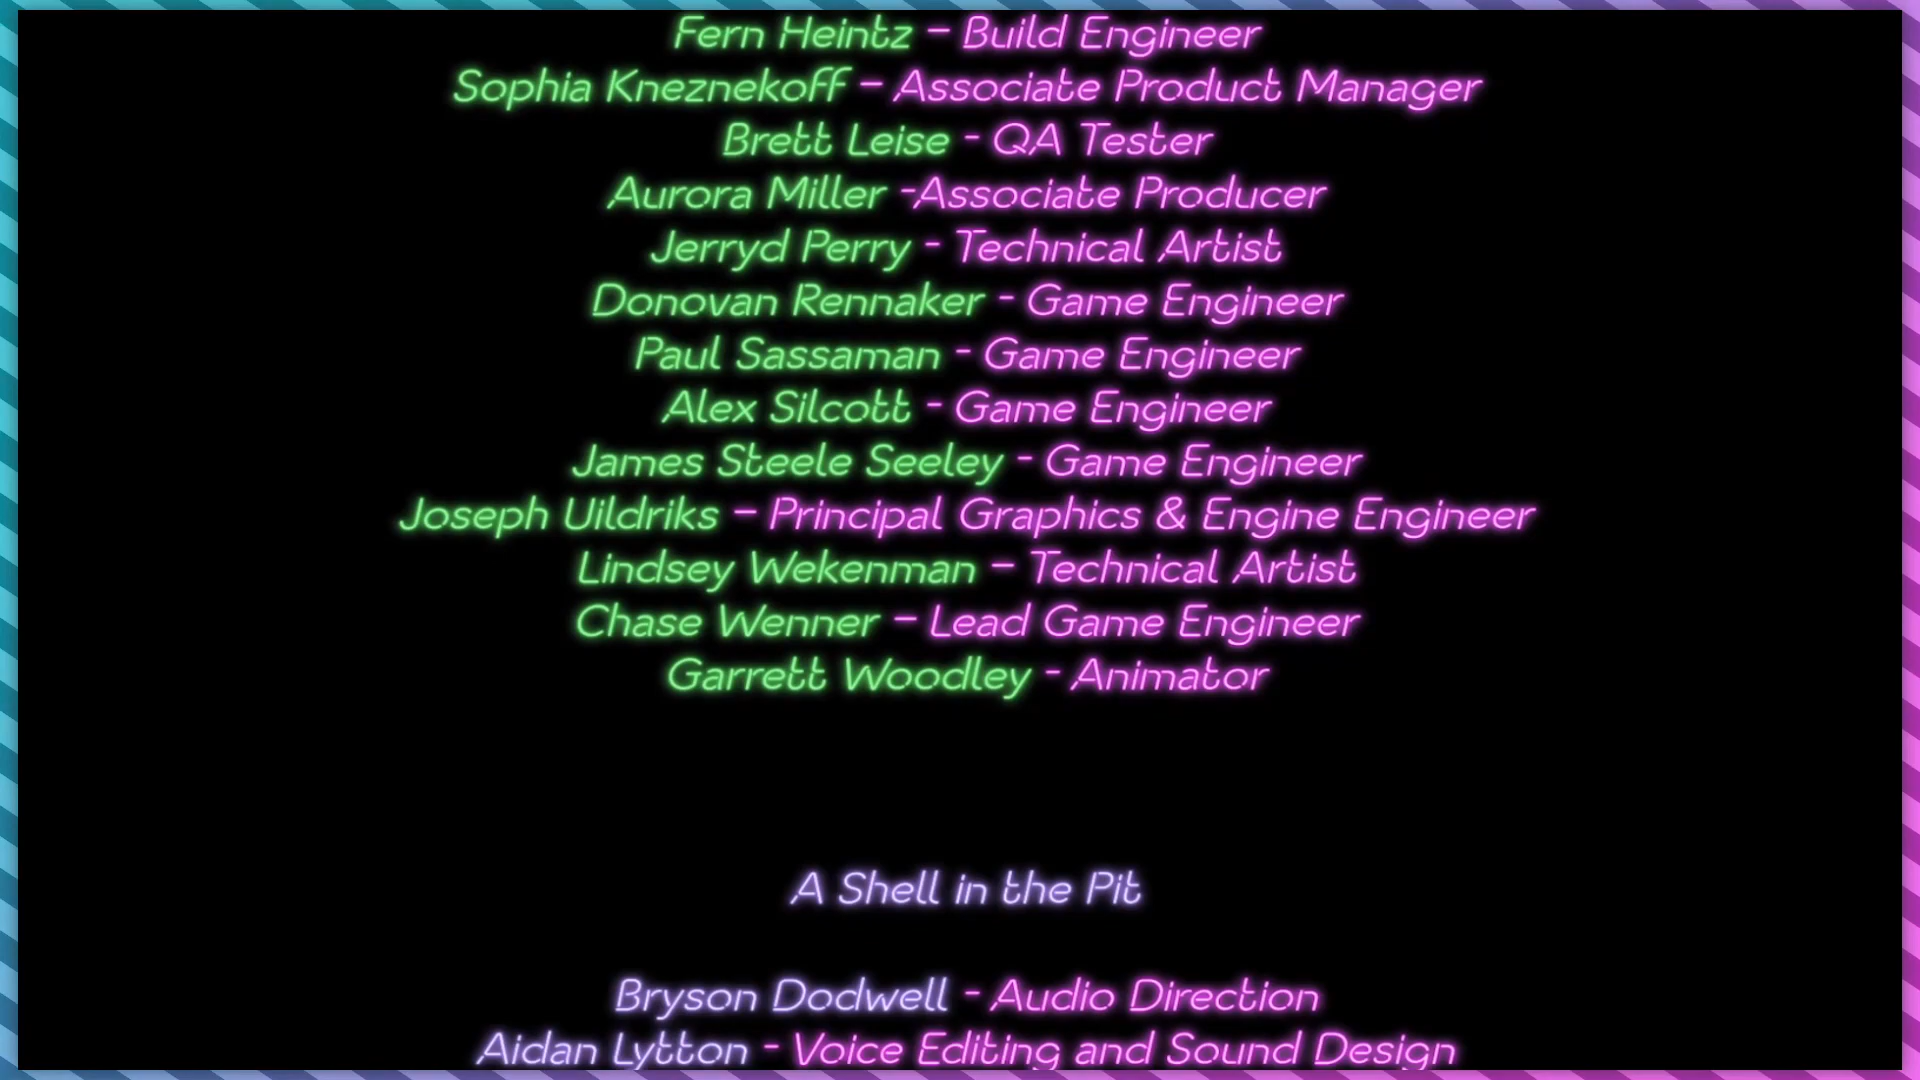 Fern Heintz – Build Engineer
Sophia Kneznekoff – Associate Product Manager
Brett Leise - QA Tester
Aurora Miller -Associate Producer
Jerryd Perry - Technical Artist
Donovan Rennaker - Game Engineer
Paul Sassaman - Game Engineer
Alex Silcott - Game Engineer
James Steele Seeley - Game Engineer
Joseph Uildriks – Principal Graphics & Engine Engineer
Lindsey Wekenman – Technical Artist
Chase Wenner – Lead Game Engineer
Garrett Woodley - Animator
A Shell in the Pit
Bryson Dodwell - Audio Direction
Aidan Lytton - Voice Editing and Sound Design